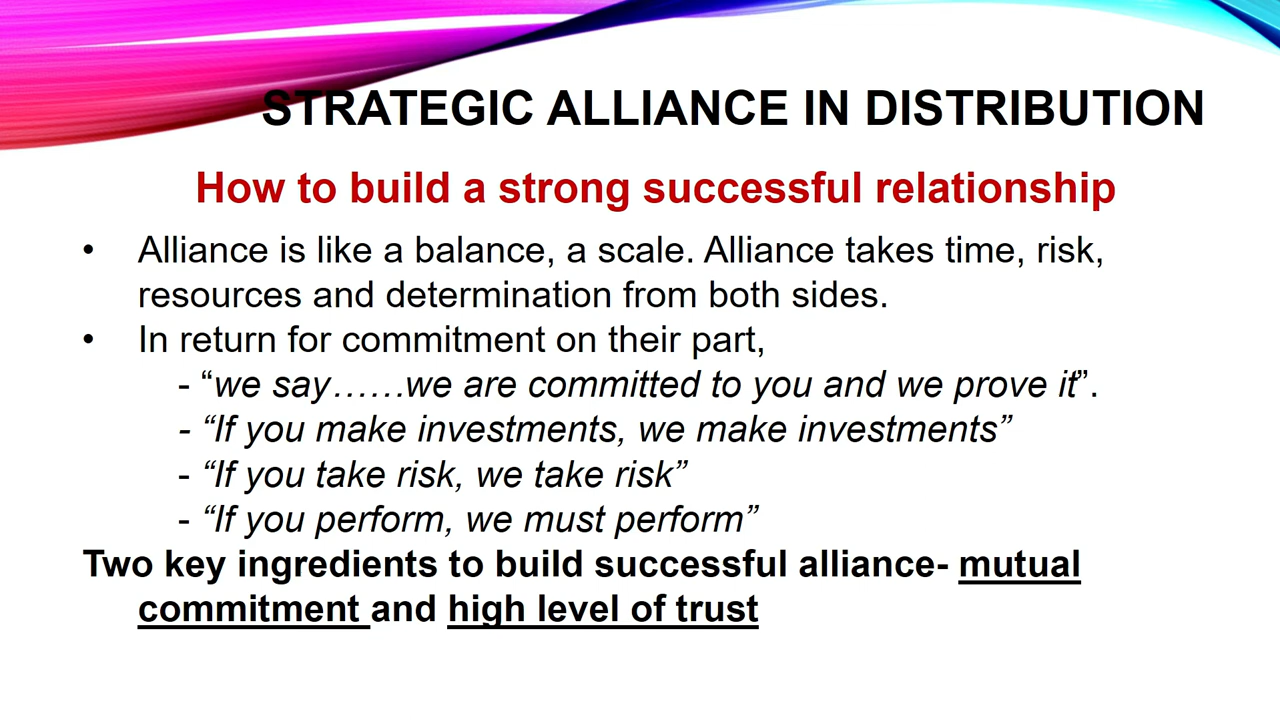 STRATEGIC ALLIANCE IN DISTRIBUTION
How to build a strong successful relationship
• Alliance is like a balance, a scale. Alliance takes time, risk,
resources and determination from both sides.
• In return for commitment on their part,
- “we say……we are committed to you and we prove it”.
- “If you make investments, we make investments”
- “If you take risk, we take risk”
- “If you perform, we must perform”
Two key ingredients to build successful alliance- mutual
commitment and high level of trust